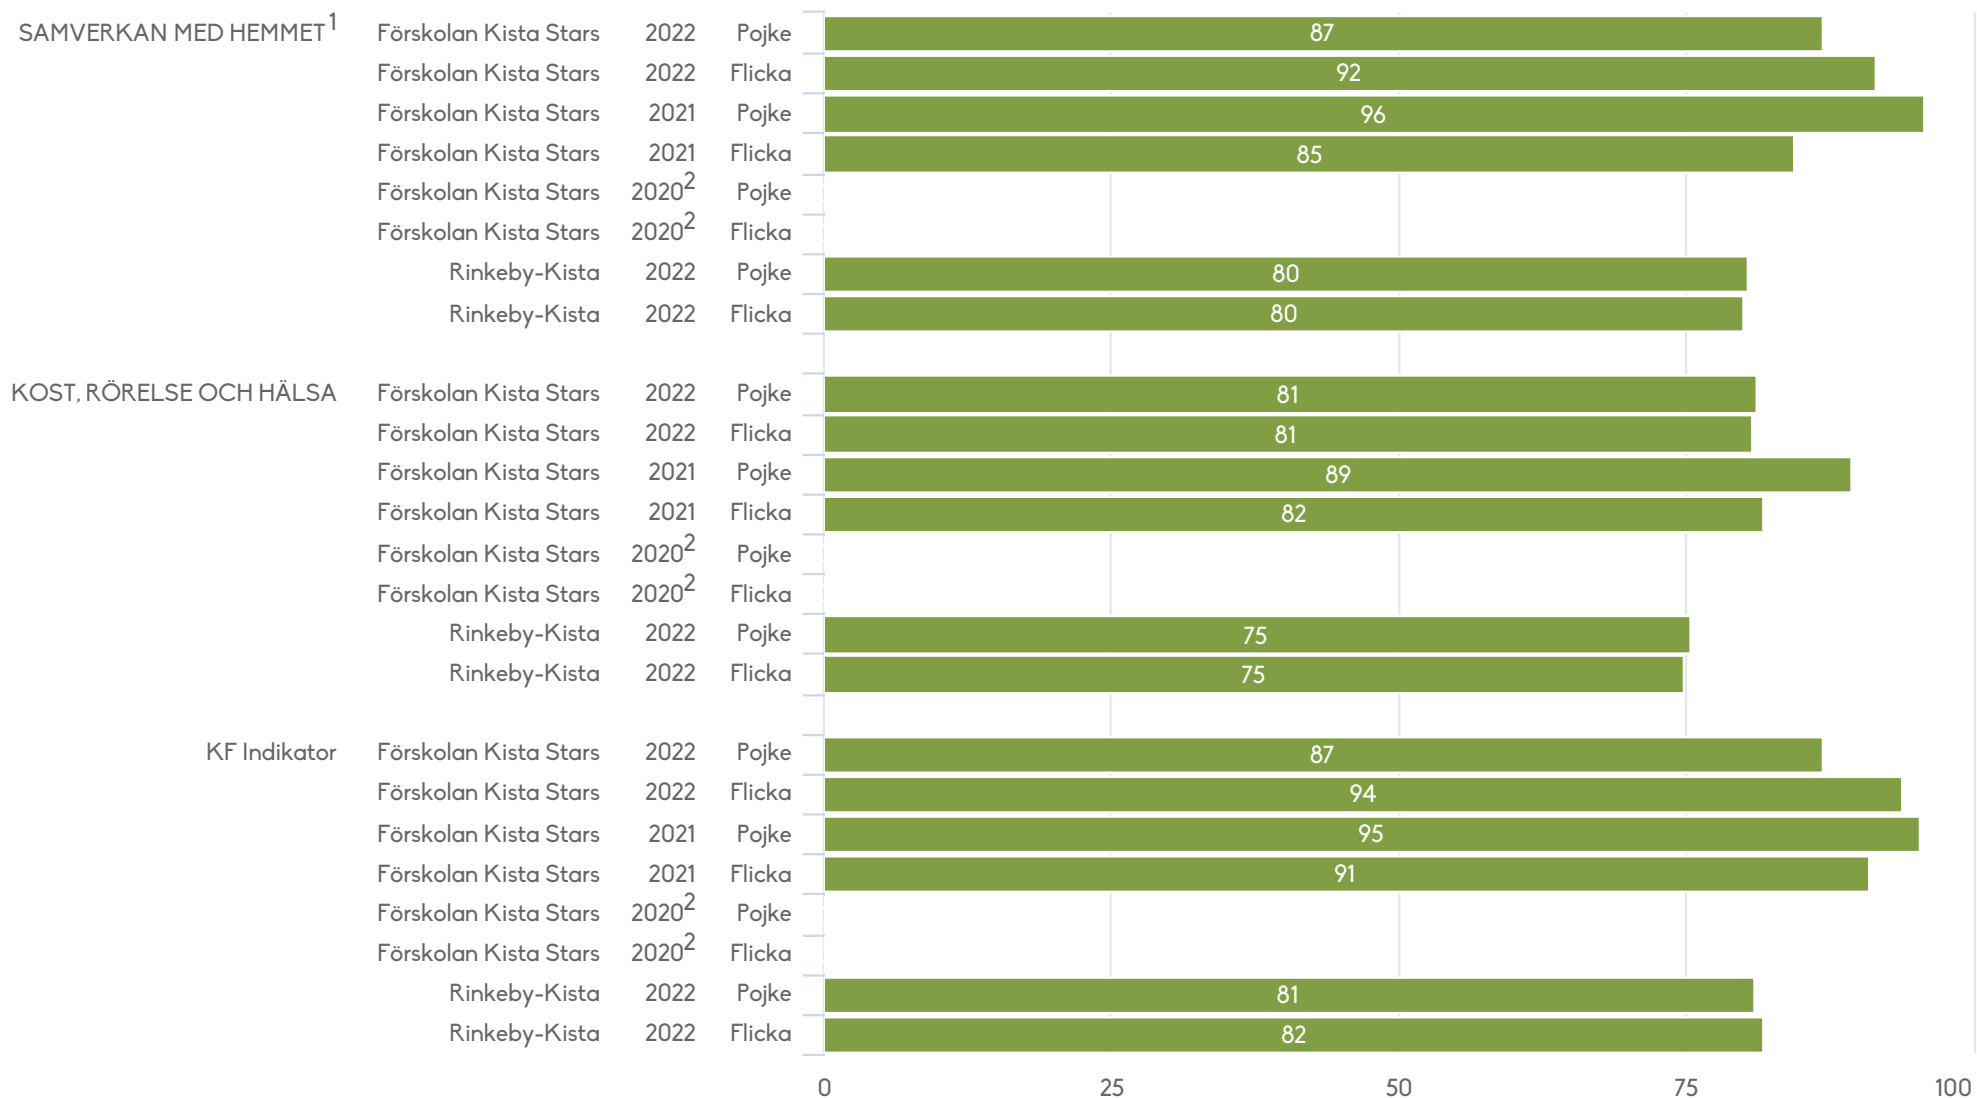 SAMVERKAN MED HEMMET1 Förskolan Kista Stars 2022 Pojke 87
Förskolan Kista Stars 2022 Flicka 92
Förskolan Kista Stars 2021 Pojke 96
Förskolan Kista Stars 2021 Flicka 85
Förskolan Kista Stars 20202 Pojke
Förskolan Kista Stars 20202 Flicka
Rinkeby-Kista 2022 Pojke 80
Rinkeby-Kista 2022 Flicka 80
KOST, RÖRELSE OCH HÄLSA Förskolan Kista Stars 2022 Pojke 81
Förskolan Kista Stars 2022 Flicka 81
Förskolan Kista Stars 2021 Pojke 89
Förskolan Kista Stars 2021 Flicka 82
Förskolan Kista Stars 20202 Pojke
Förskolan Kista Stars 20202 Flicka
Rinkeby-Kista 2022 Pojke 75
Rinkeby-Kista 2022 Flicka 75
KF Indikator Förskolan Kista Stars 2022 Pojke 87
Förskolan Kista Stars 2022 Flicka 94
Förskolan Kista Stars 2021 Pojke 95
Förskolan Kista Stars 2021 Flicka 91
Förskolan Kista Stars 20202 Pojke
Förskolan Kista Stars 20202 Flicka
Rinkeby-Kista 2022 Pojke 81
Rinkeby-Kista 2022 Flicka 82
0 25 50 75 100